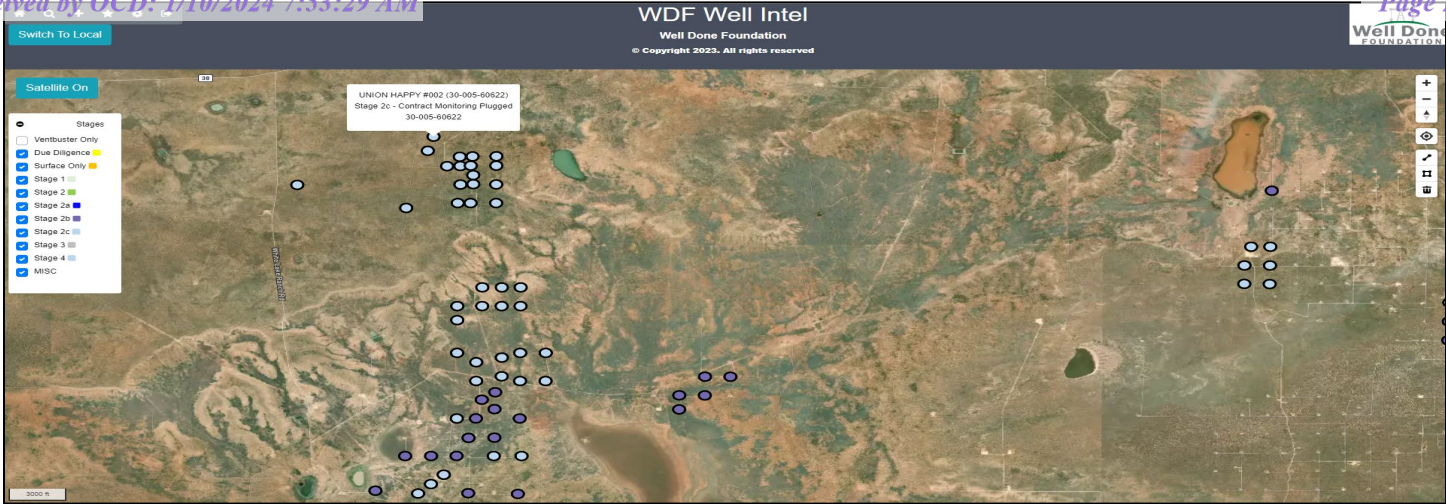 OCD: 1/10/2024 7:53:29 AM
Page
Switch To Local
WDF Well Intel
Well Done Foundation
© Copyright 2023. All rights reserved
Well Done
FOUNDATION
Satellite On
38
UNION HAPPY #002 (30-005-60622)
Stage 2c - Contract Monitoring Plugged
30-005-60622
Stages
Ventbuster Only
Due Diligence
Surface Only
Stage 1
Stage 2
Stage 2a
Stage 2b
Stage 2c
Stage 3
Stage 4
MISC
3000 ft